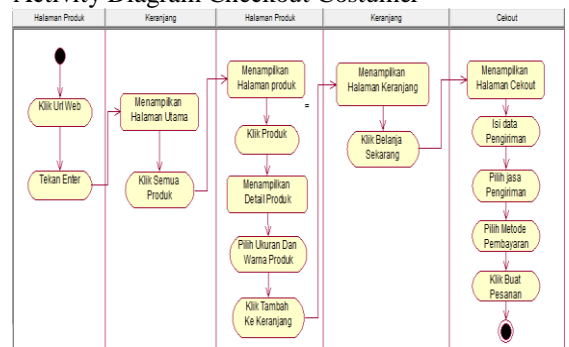 Activity Diagram Checkout Costumer
Halaman Produk
Keranjang
Halaman Produk
Keranjang
Cekout
Klik Url Web
Tekan Enter
Menampilkan
Halaman Utama
Klik Semua
Produk
Menampilkan
Halaman produk
=
Klik Produk
Menampilkan
Detail Produk
Pilih Ukuran Dan
Warna Produk
Klik Tambah
Ke Keranjang
Menampilkan
Halaman Keranjang
Klik Belanja
Sekarang
Menampilkan
Halaman Cekout
Isi data
Pengiriman
Pilih jasa
Pengiriman
Pilih Metode
Pembayaran
Klik Buat
Pesanan